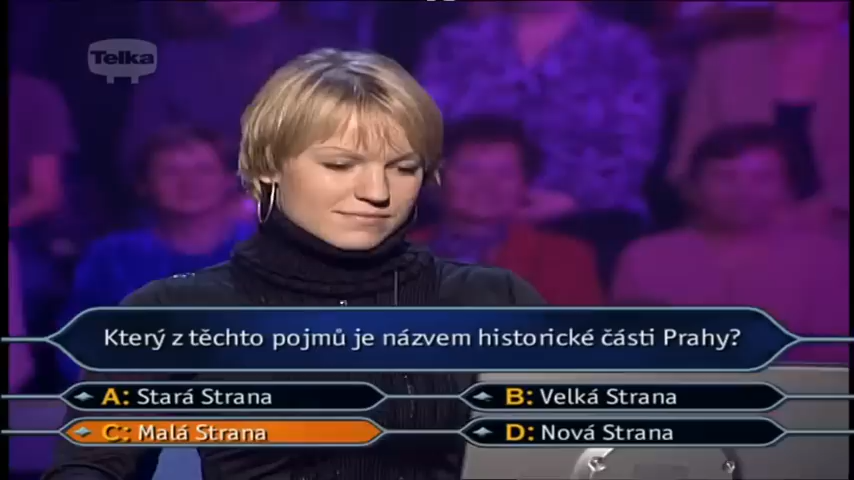 Telka
Který z těchto pojmů je názvem historické části Prahy?
A: Stará Strana
B: Velká Strana
C: Malá Strana
D: Nová Strana